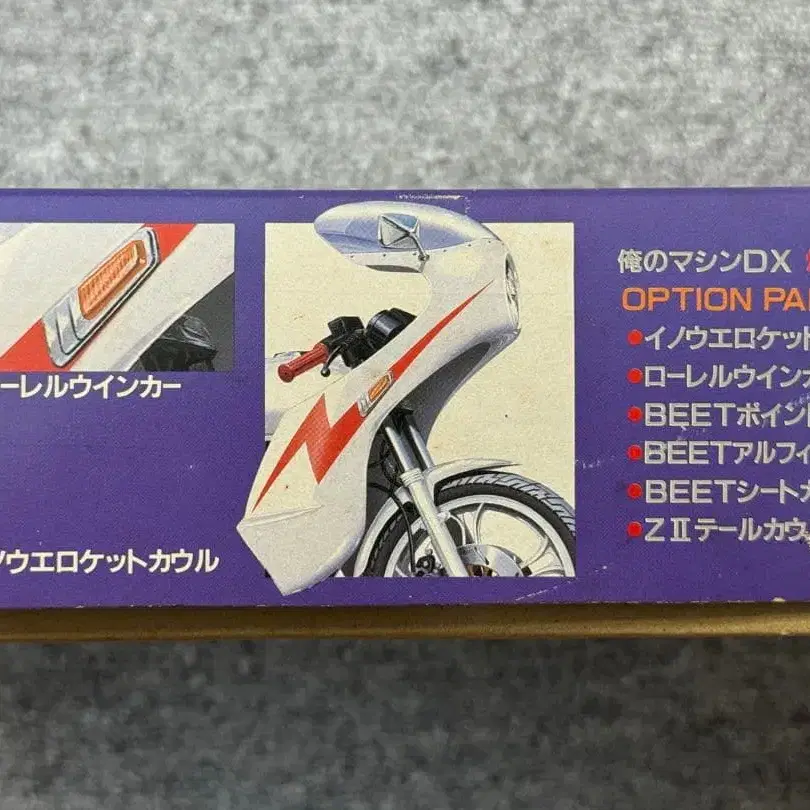 ーレルウインカー
ノウエロケットカウル
俺のマシンDX
OPTION PA
●イノウエロケット
●ローレルウインカ
●BEETポイン
●BEETアルフィ
●BEETシート
●ZⅡテールカウ